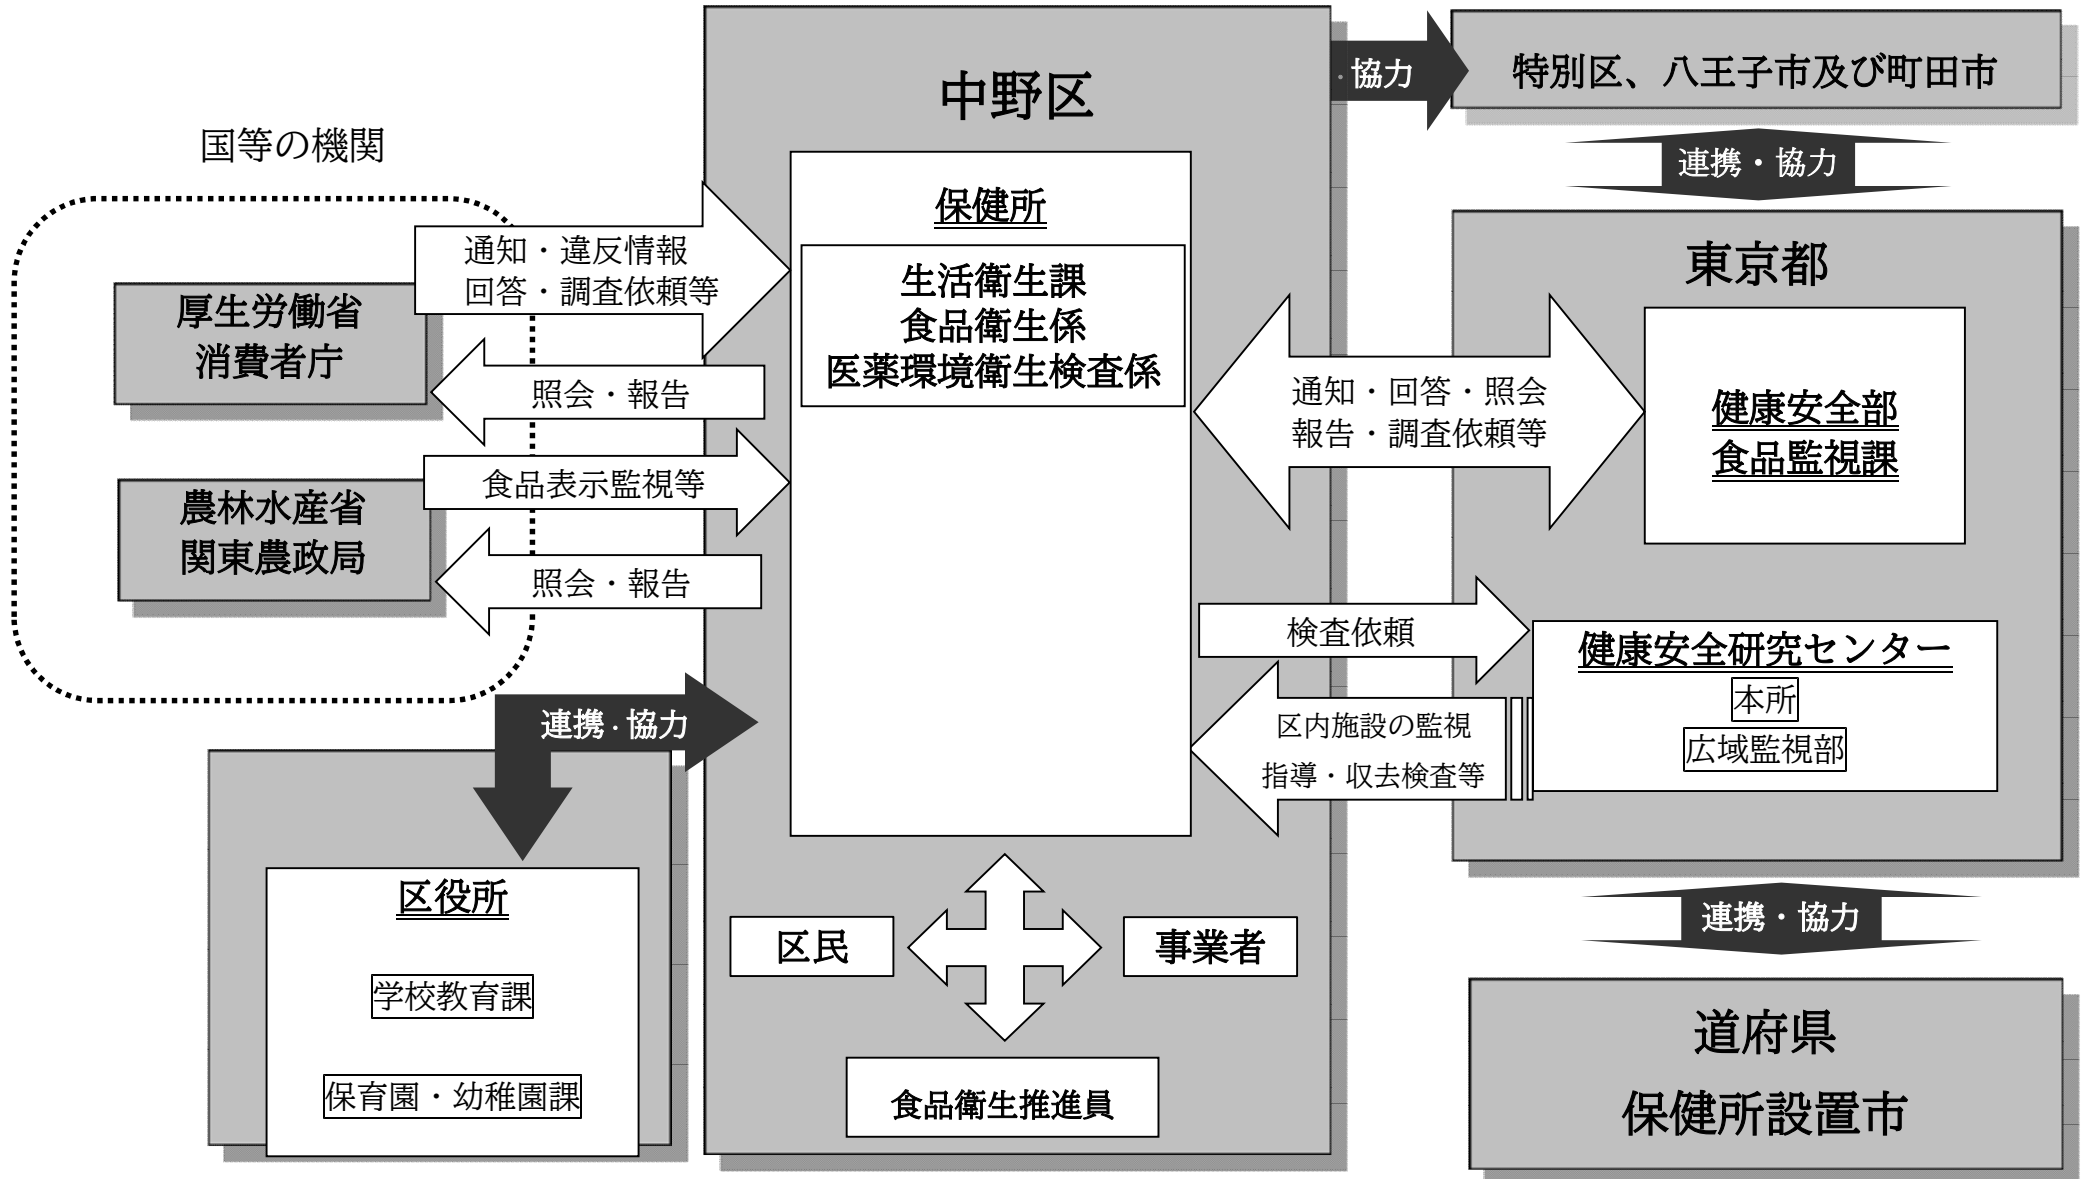 中野区
・協力
特別区、八王子市及び町田市
国等の機関
連携・協力
保健所
生活衛生課
食品衛生係
医薬環境衛生検査係
通知・違反情報
回答・調査依頼等
厚生労働省
消費者庁
照会・報告
食品表示監視等
農林水産省
関東農政局
照会・報告
東京都
通知・回答・照会
報告・調査依頼等
健康安全部
食品監視課
検査依頼
健康安全研究センター
本所
広域監視部
区内施設の監視
指導・収去検査等
連携・協力
区役所
学校教育課
保育園・幼稚園課
区民
事業者
食品衛生推進員
連携・協力
道府県
保健所設置市